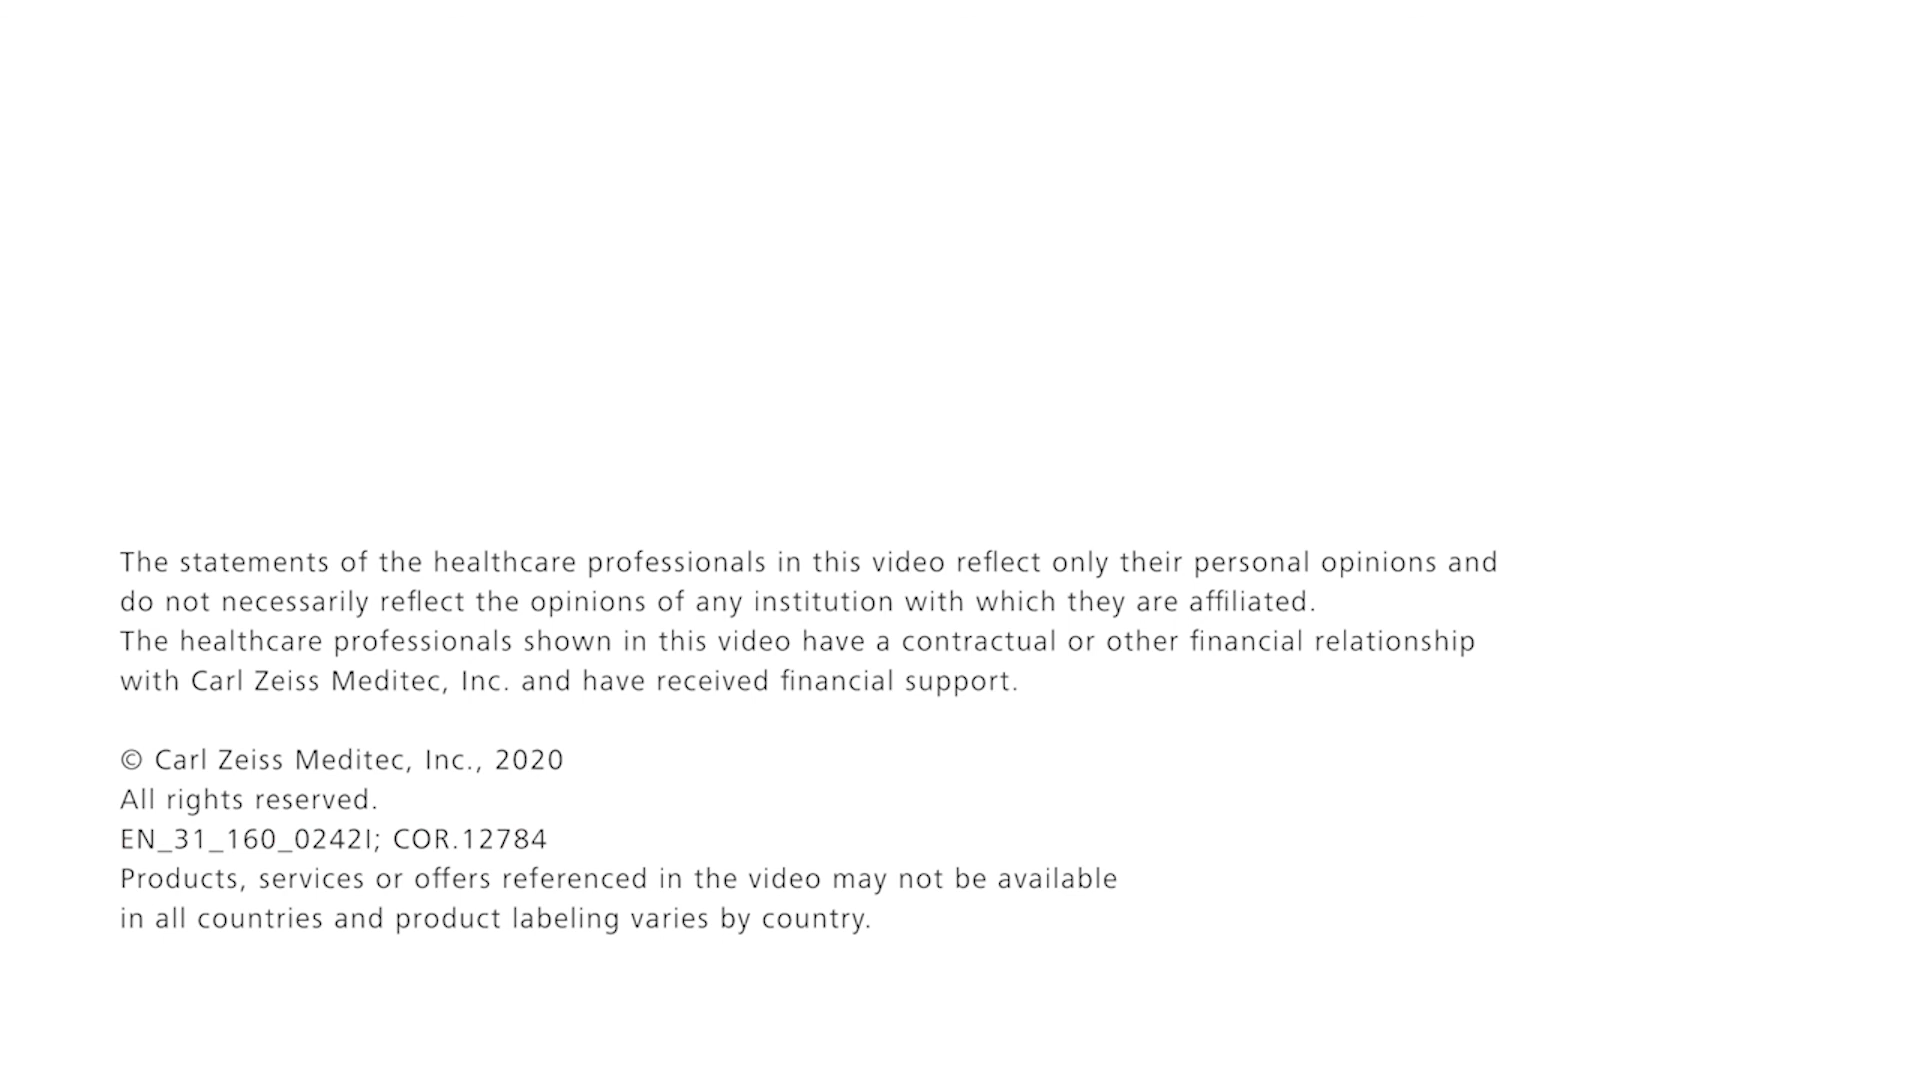 The statements of the healthcare professionals in this video reflect only their personal opinions and
do not necessarily reflect the opinions of any institution with which they are affiliated.
The healthcare professionals shown in this video have a contractual or other financial relationship
with Carl Zeiss Meditec, Inc. and have received financial support.
© Carl Zeiss Meditec, Inc., 2020
All rights reserved.
EN_31_160_0242I; COR.12784
Products, services or offers referenced in the video may not be available
in all countries and product labeling varies by country.